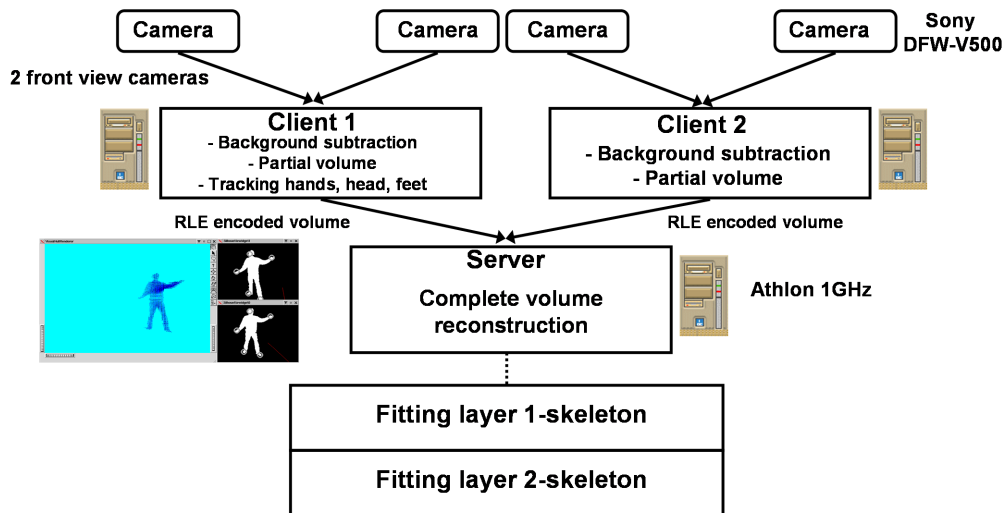 Camera
Camera
Camera
Camera
Sony
DFW-V500
2 front view cameras
Client 1
- Background subtraction
- Partial volume
- Tracking hands, head, feet
Client 2
- Background subtraction
- Partial volume
RLE encoded volume
RLE encoded volume
Server
Complete volume
reconstruction
Athlon 1GHz
Fitting layer 1-skeleton
Fitting layer 2-skeleton